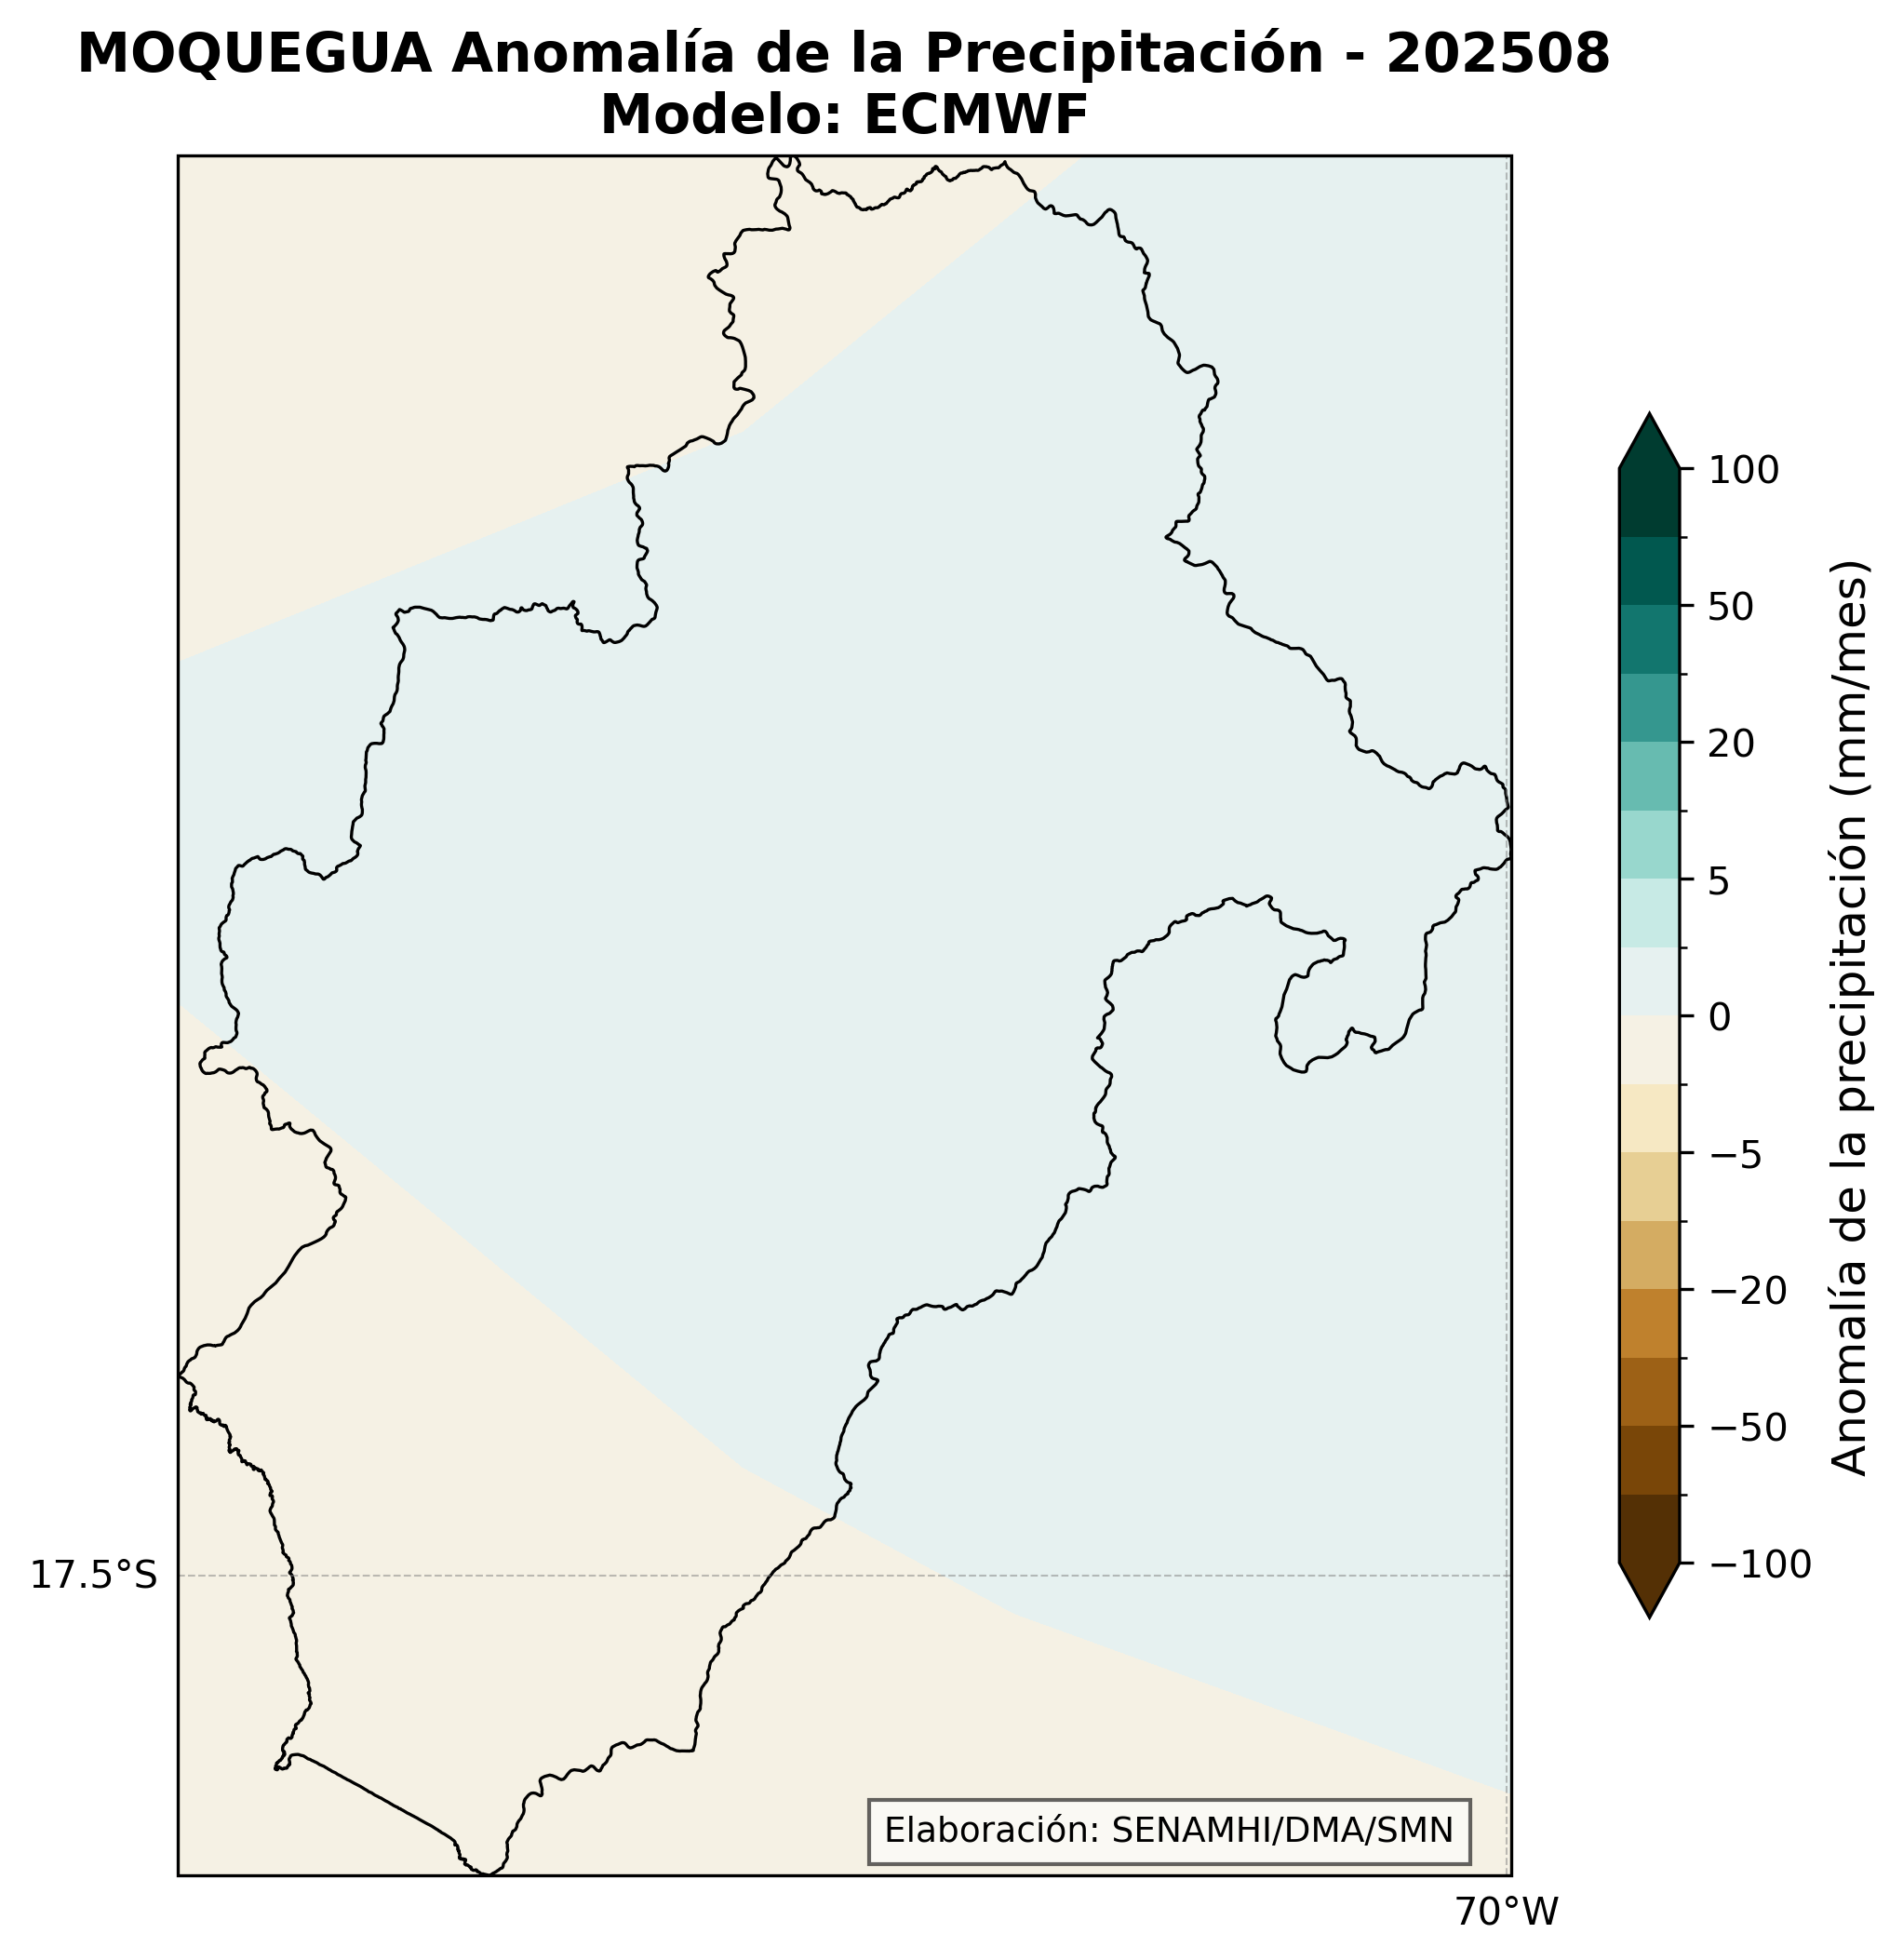 MOQUEGUA Anomalía de la Precipitación - 202508
Modelo: ECMWF
100
50
20
5
0
−5
−20
−50
−100
Anomalía de la precipitación (mm/mes)
17.5°S
Elaboración: SENAMHI/DMA/SMN
70°W